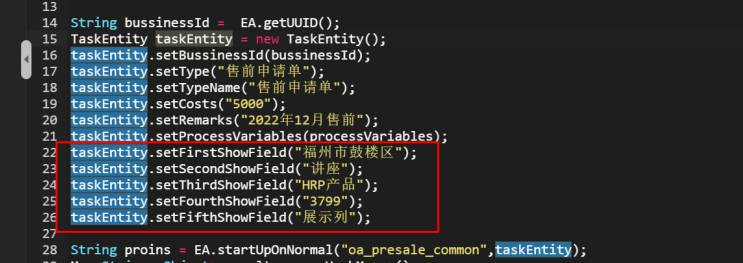 13
14 String bussinessId =  EA.getUUID();
15 TaskEntity taskEntity = new TaskEntity();
16 taskEntity.setBussinessId(bussinessId);
17 taskEntity.setType("售前申请单");
18 taskEntity.setTypeName("售前申请单");
19 taskEntity.setCosts("5000");
20 taskEntity.setRemarks("2022年12月售前");
21 taskEntity.setProcessVariables(processVariables);
22 taskEntity.setFirstShowField("福州市鼓楼区");
23 taskEntity.setSecondShowField("讲座");
24 taskEntity.setThirdShowField("HRP产品");
25 taskEntity.setFourthShowField("3799");
26 taskEntity.setFifthShowField("展示列");
27
28 String proins = EA.startUpOnNormal("oa_presale_common",taskEntity);